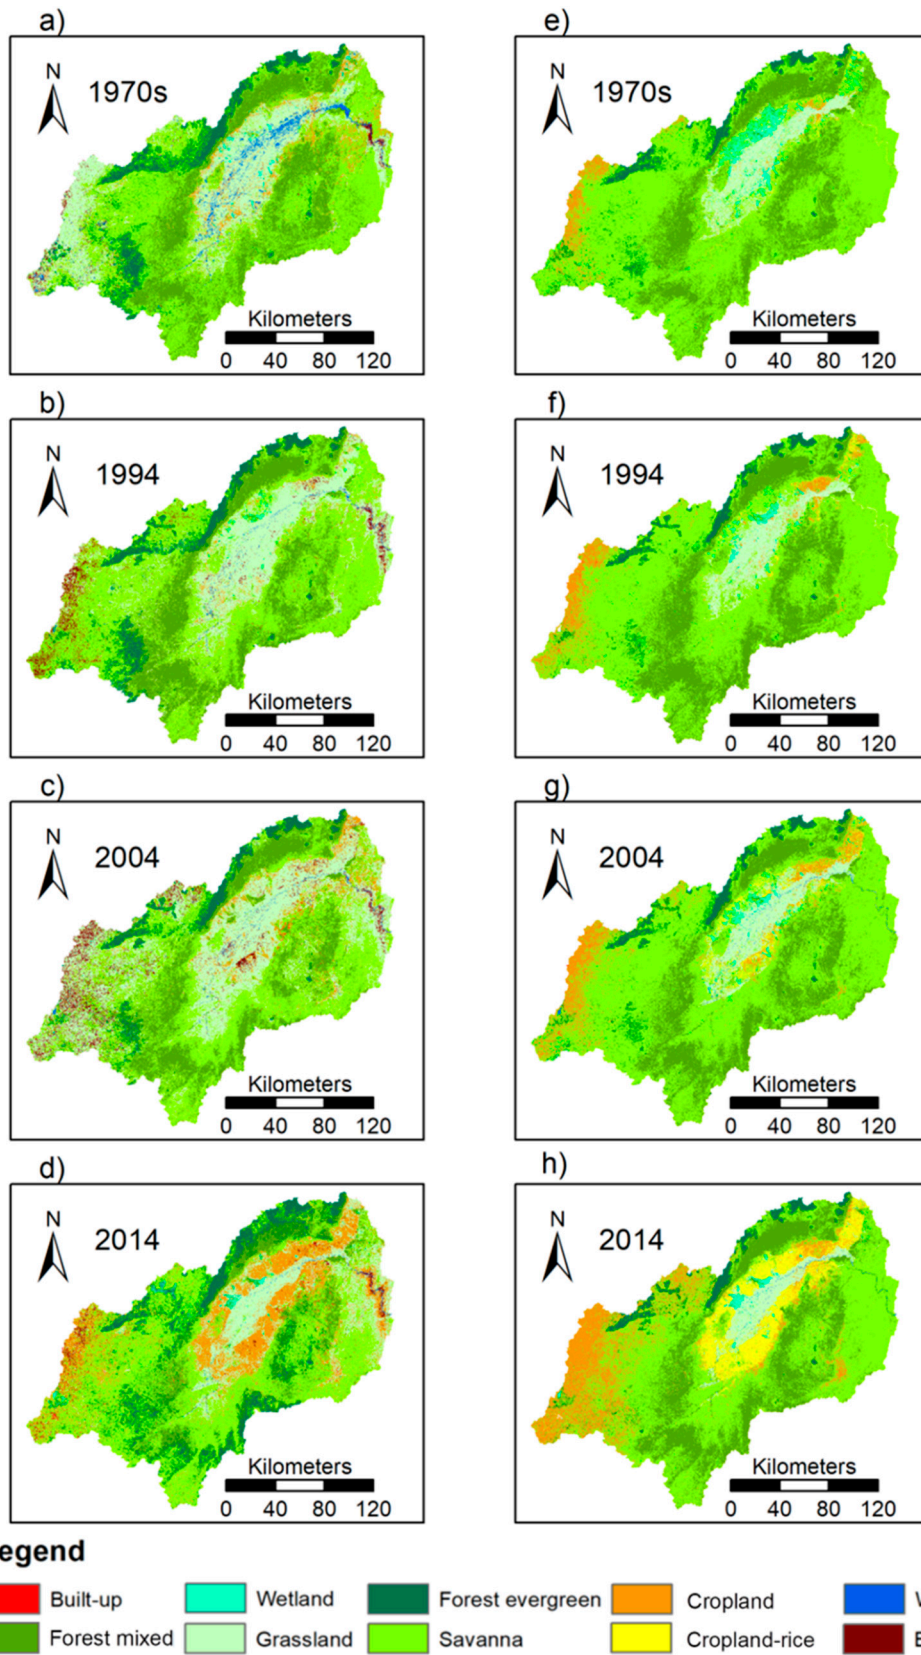 a)
N
1970s
Kilometers
0 40 80 120
e)
N
1970s
Kilometers
0 40 80 120
b)
N
1994
Kilometers
0 40 80 120
f)
N
1994
Kilometers
0 40 80 120
c)
N
2004
Kilometers
0 40 80 120
g)
N
2004
Kilometers
0 40 80 120
d)
N
2014
Kilometers
0 40 80 120
h)
N
2014
Kilometers
0 40 80 120
egend
Built-up Wetland Forest evergreen Cropland
Forest mixed Grassland Savanna Cropland-rice